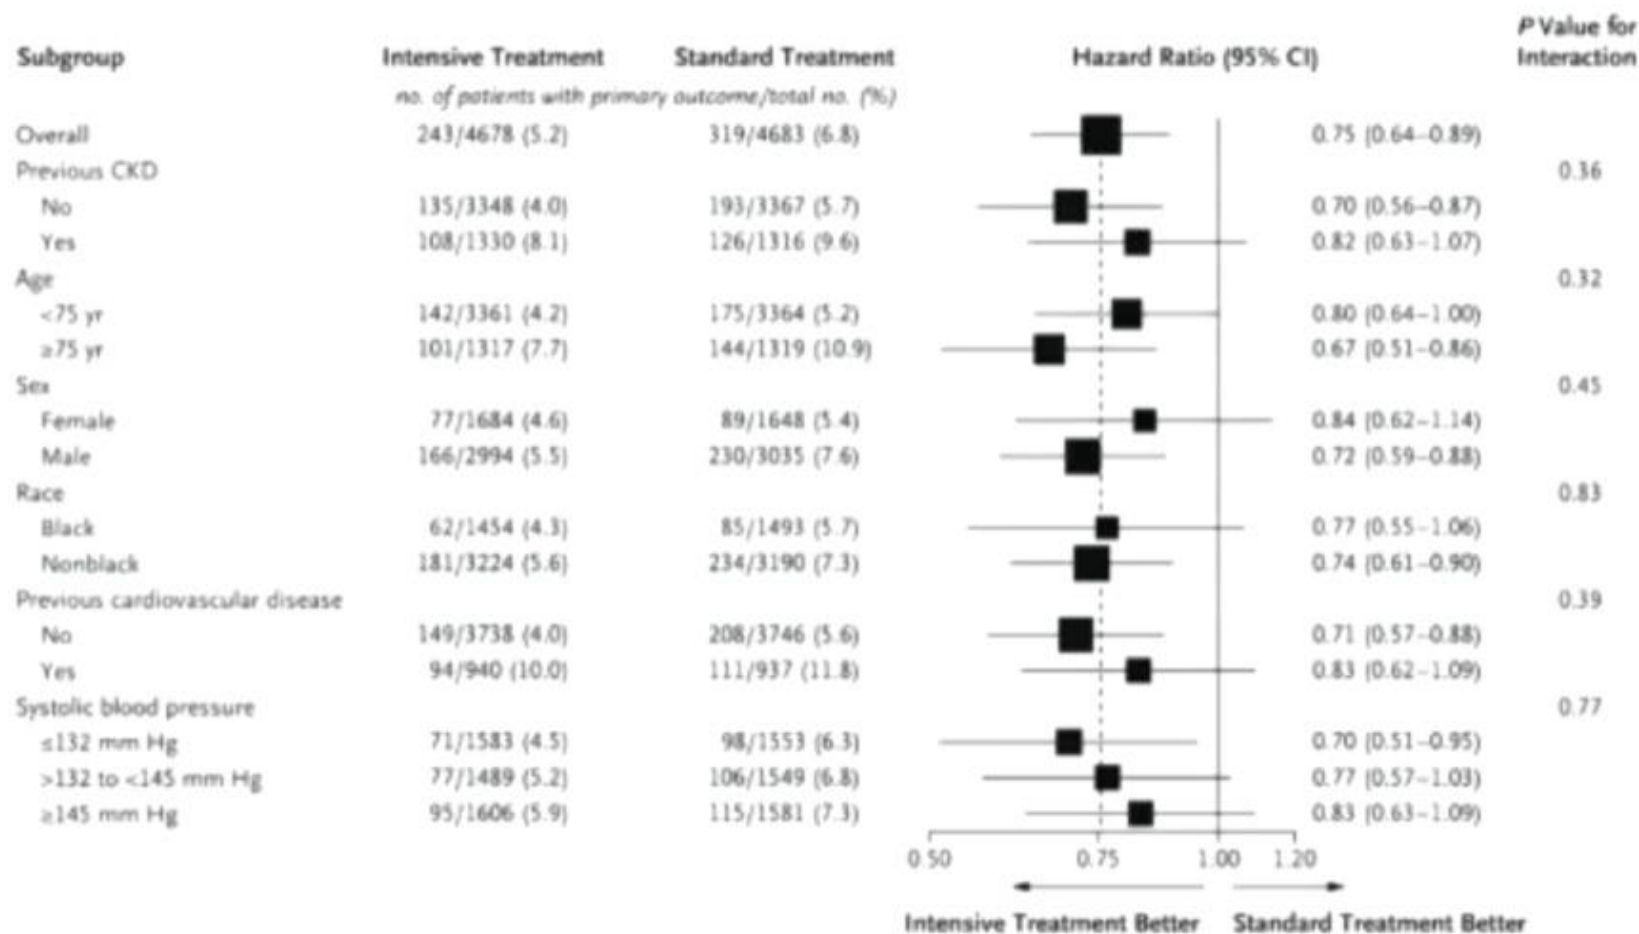 P Value for
Subgroup Intensive Treatment Standard Treatment Hazard Ratio (95% CI) Interaction
no. of patients with primary outcome/total no. (%)
Overall 243/4678 (5.2) 319/4683 (6.8) 0.75 (0.64–0.89)
Previous CKD 0.36
No 135/3348 (4.0) 193/3367 (5.7) 0.70 (0.56–0.87)
Yes 108/1330 (8.1) 126/1316 (9.6) 0.82 (0.63–1.07)
Age 0.32
<75 yr 142/3361 (4.2) 175/3364 (5.2) 0.80 (0.64–1.00)
≥75 yr 101/1317 (7.7) 144/1319 (10.9) 0.67 (0.51–0.86)
Sex 0.45
Female 77/1684 (4.6) 89/1648 (5.4) 0.84 (0.62–1.14)
Male 166/2994 (5.5) 230/3035 (7.6) 0.72 (0.59–0.88)
Race 0.83
Black 62/1454 (4.3) 85/1493 (5.7) 0.77 (0.55–1.06)
Nonblack 181/3224 (5.6) 234/3190 (7.3) 0.74 (0.61–0.90)
Previous cardiovascular disease 0.39
No 149/3738 (4.0) 208/3746 (5.6) 0.71 (0.57–0.88)
Yes 94/940 (10.0) 111/937 (11.8) 0.83 (0.62–1.09)
Systolic blood pressure 0.77
≤132 mm Hg 71/1583 (4.5) 98/1553 (6.3) 0.70 (0.51–0.95)
>132 to <145 mm Hg 77/1489 (5.2) 106/1549 (6.8) 0.77 (0.57–1.03)
≥145 mm Hg 95/1606 (5.9) 115/1581 (7.3) 0.83 (0.63–1.09)
0.50 0.75 1.00 1.20
Intensive Treatment Better Standard Treatment Better